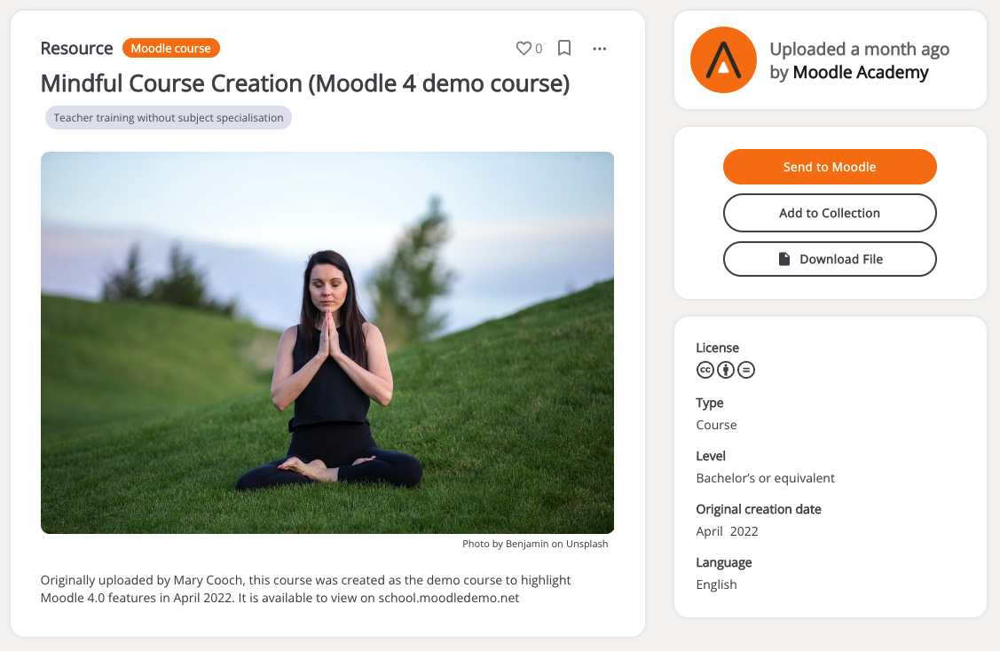 Resource
Moodle course
0
Mindful Course Creation (Moodle 4 demo course)
Teacher training without subject specialisation
Photo by Benjamin on Unsplash
Originally uploaded by Mary Cooch, this course was created as the demo course to highlight
Moodle 4.0 features in April 2022. It is available to view on school.moodledemo.net
Uploaded a month ago
by Moodle Academy
Send to Moodle
Add to Collection
Download File
License
cc
Type
Course
Level
Bachelor’s or equivalent
Original creation date
April 2022
Language
English